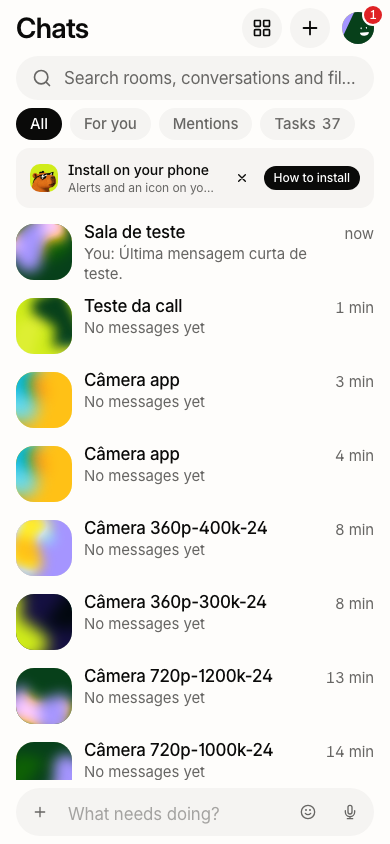 Chats
1
Search rooms, conversations and fil...
All
For you
Mentions
Tasks 37
Install on your phone
Alerts and an icon on yo...
How to install
Sala de teste
now
You: Última mensagem curta de
teste.
Teste da call
1 min
No messages yet
Câmera app
3 min
No messages yet
Câmera app
4 min
No messages yet
Câmera 360p-400k-24
8 min
No messages yet
Câmera 360p-300k-24
8 min
No messages yet
Câmera 720p-1200k-24
13 min
No messages yet
Câmera 720p-1000k-24
14 min
No messages yet
What needs doing?